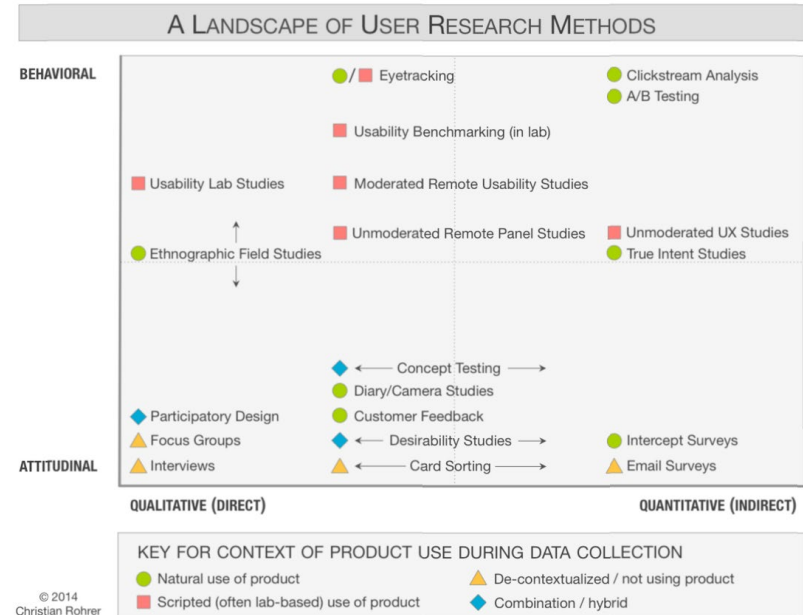 A LANDSCAPE OF USER RESEARCH METHODS
BEHAVIORAL
/ Eyetracking
Clickstream Analysis
A/B Testing
Usability Benchmarking (in lab)
Usability Lab Studies
Moderated Remote Usability Studies
Unmoderated Remote Panel Studies
Unmoderated UX Studies
Ethnographic Field Studies
True Intent Studies
Concept Testing
Diary/Camera Studies
Participatory Design
Customer Feedback
Focus Groups
Desirability Studies
Intercept Surveys
ATTITUDINAL
Interviews
Card Sorting
Email Surveys
QUALITATIVE (DIRECT)
QUANTITATIVE (INDIRECT)
KEY FOR CONTEXT OF PRODUCT USE DURING DATA COLLECTION
Natural use of product
De-contextualized / not using product
Scripted (often lab-based) use of product
Combination / hybrid
© 2014
Christian Rohrer